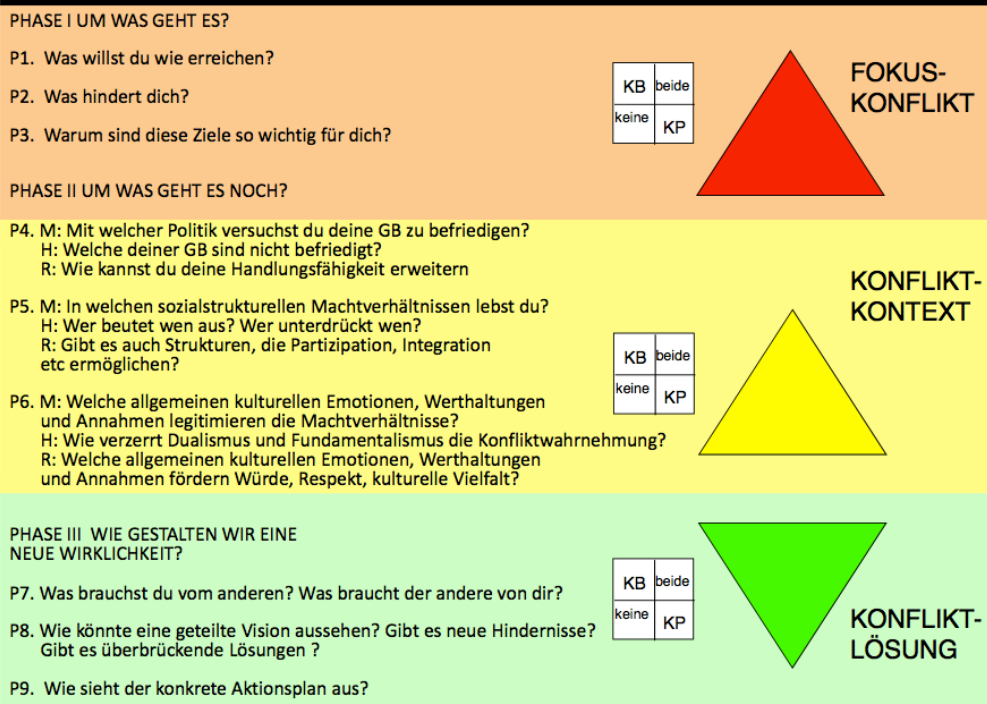 PHASE I UM WAS GEHT ES?
P1. Was willst du wie erreichen?
P2. Was hindert dich?
P3. Warum sind diese Ziele so wichtig für dich?
KB beide
keine KP
FOKUS-
KONFLIKT
PHASE II UM WAS GEHT ES NOCH?
P4. M: Mit welcher Politik versuchst du deine GB zu befriedigen?
H: Welche deiner GB sind nicht befriedigt?
R: Wie kannst du deine Handlungsfähigkeit erweitern
P5. M: In welchen sozialstrukturellen Machtverhältnissen lebst du?
H: Wer beutet wen aus? Wer unterdrückt wen?
R: Gibt es auch Strukturen, die Partizipation, Integration
etc ermöglichen?
P6. M: Welche allgemeinen kulturellen Emotionen, Werthaltungen
und Annahmen legitimieren die Machtverhältnisse?
H: Wie verzerrt Dualismus und Fundamentalismus die Konfliktwahrnehmung?
R: Welche allgemeinen kulturellen Emotionen, Werthaltungen
und Annahmen fördern Würde, Respekt, kulturelle Vielfalt?
KB beide
keine KP
KONFLIKT-
KONTEXT
PHASE III WIE GESTALTEN WIR EINE
NEUE WIRKLICHKEIT?
P7. Was brauchst du vom anderen? Was braucht der andere von dir?
P8. Wie könnte eine geteilte Vision aussehen? Gibt es neue Hindernisse?
Gibt es überbrückende Lösungen ?
P9. Wie sieht der konkrete Aktionsplan aus?
KB beide
keine KP
KONFLIKT-
LÖSUNG